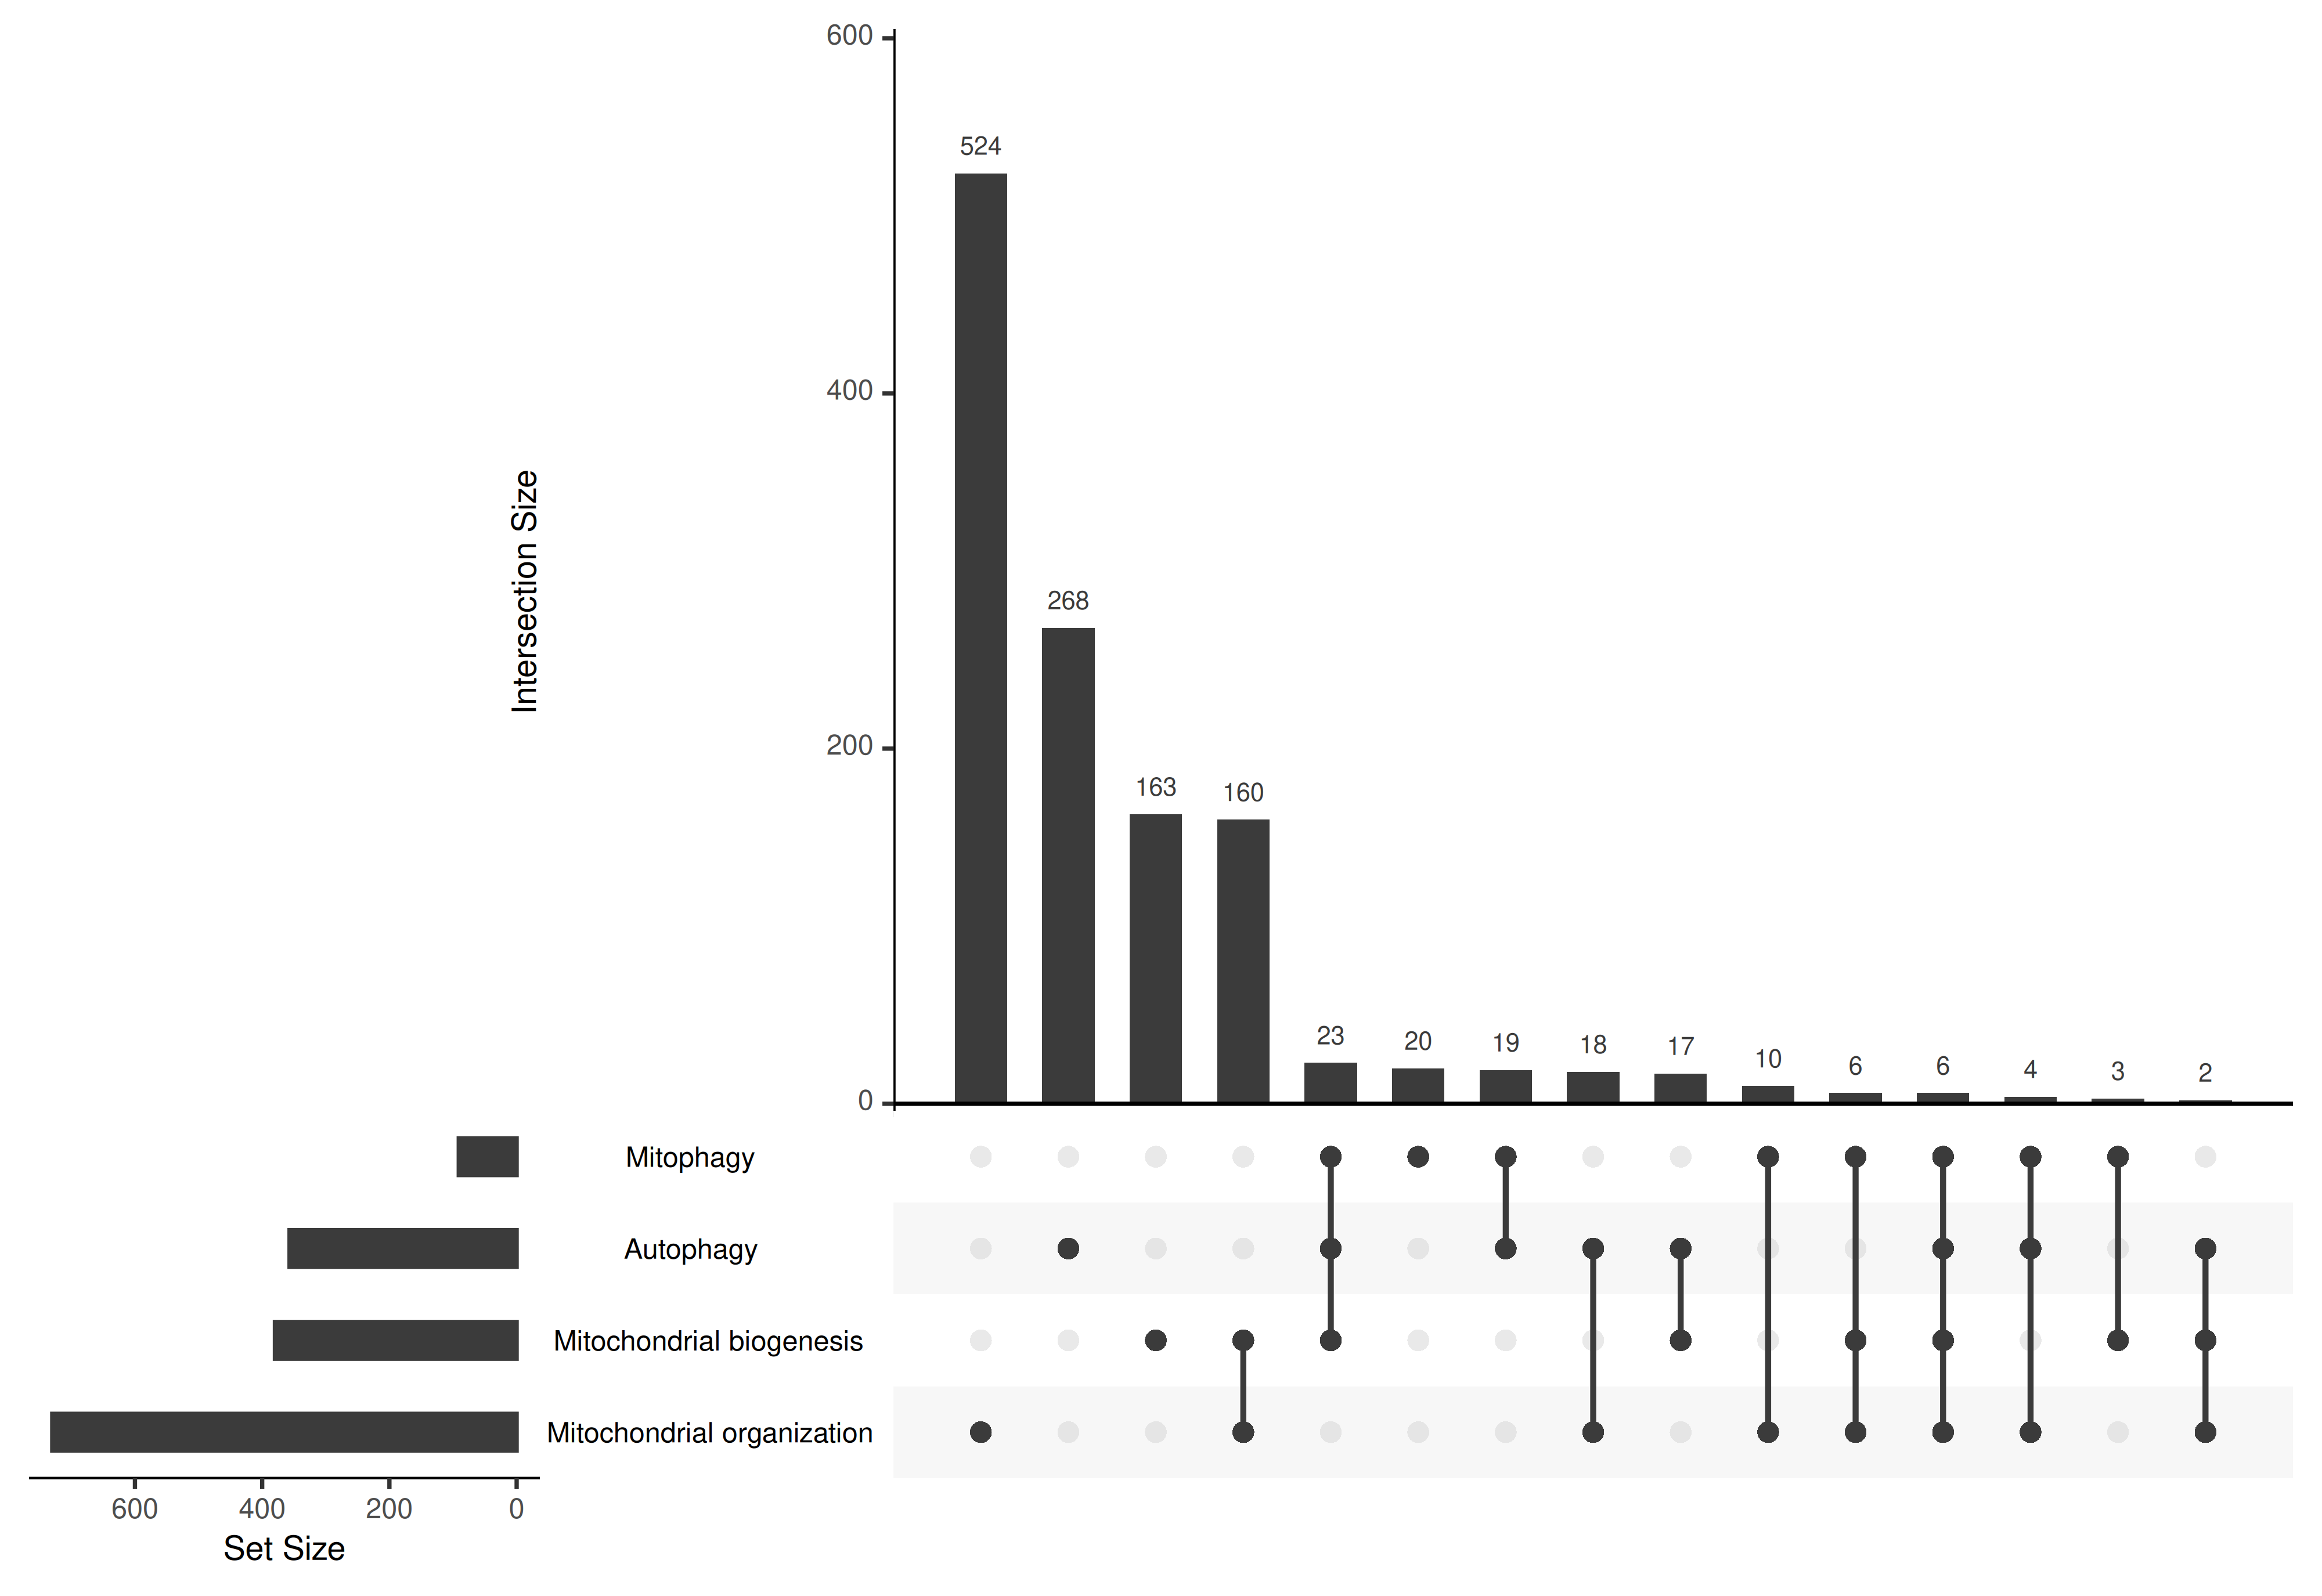 600
400
200
0
Intersection Size
524
268
163
160
23
20
19
18
17
10
6
6
4
3
2
Mitophagy
Autophagy
Mitochondrial biogenesis
Mitochondrial organization
600 400 200 0
Set Size